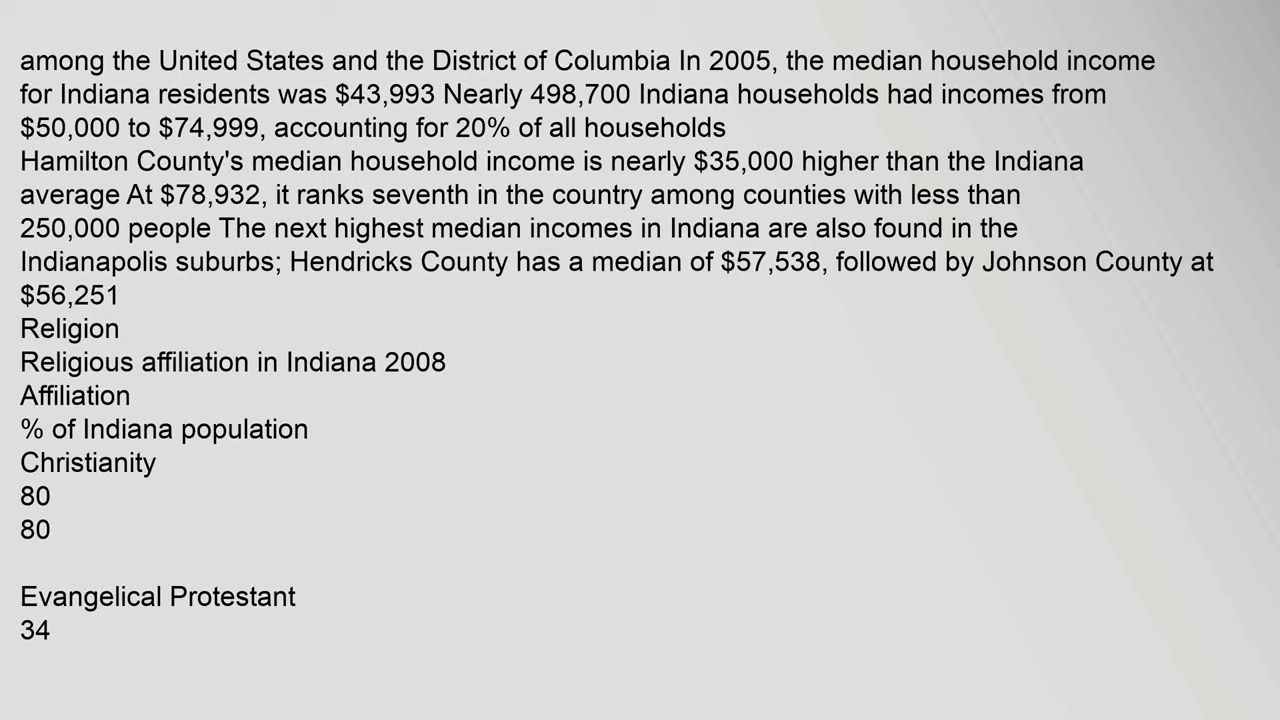 among the United States and the District of Columbia In 2005, the median household income
for Indiana residents was $43,993 Nearly 498,700 Indiana households had incomes from
$50,000 to $74,999, accounting for 20% of all households
Hamilton County's median household income is nearly $35,000 higher than the Indiana
average At $78,932, it ranks seventh in the country among counties with less than
250,000 people The next highest median incomes in Indiana are also found in the
Indianapolis suburbs; Hendricks County has a median of $57,538, followed by Johnson County at
$56,251
Religion
Religious affiliation in Indiana 2008
Affiliation
% of Indiana population
Christianity
80
80
Evangelical Protestant
34